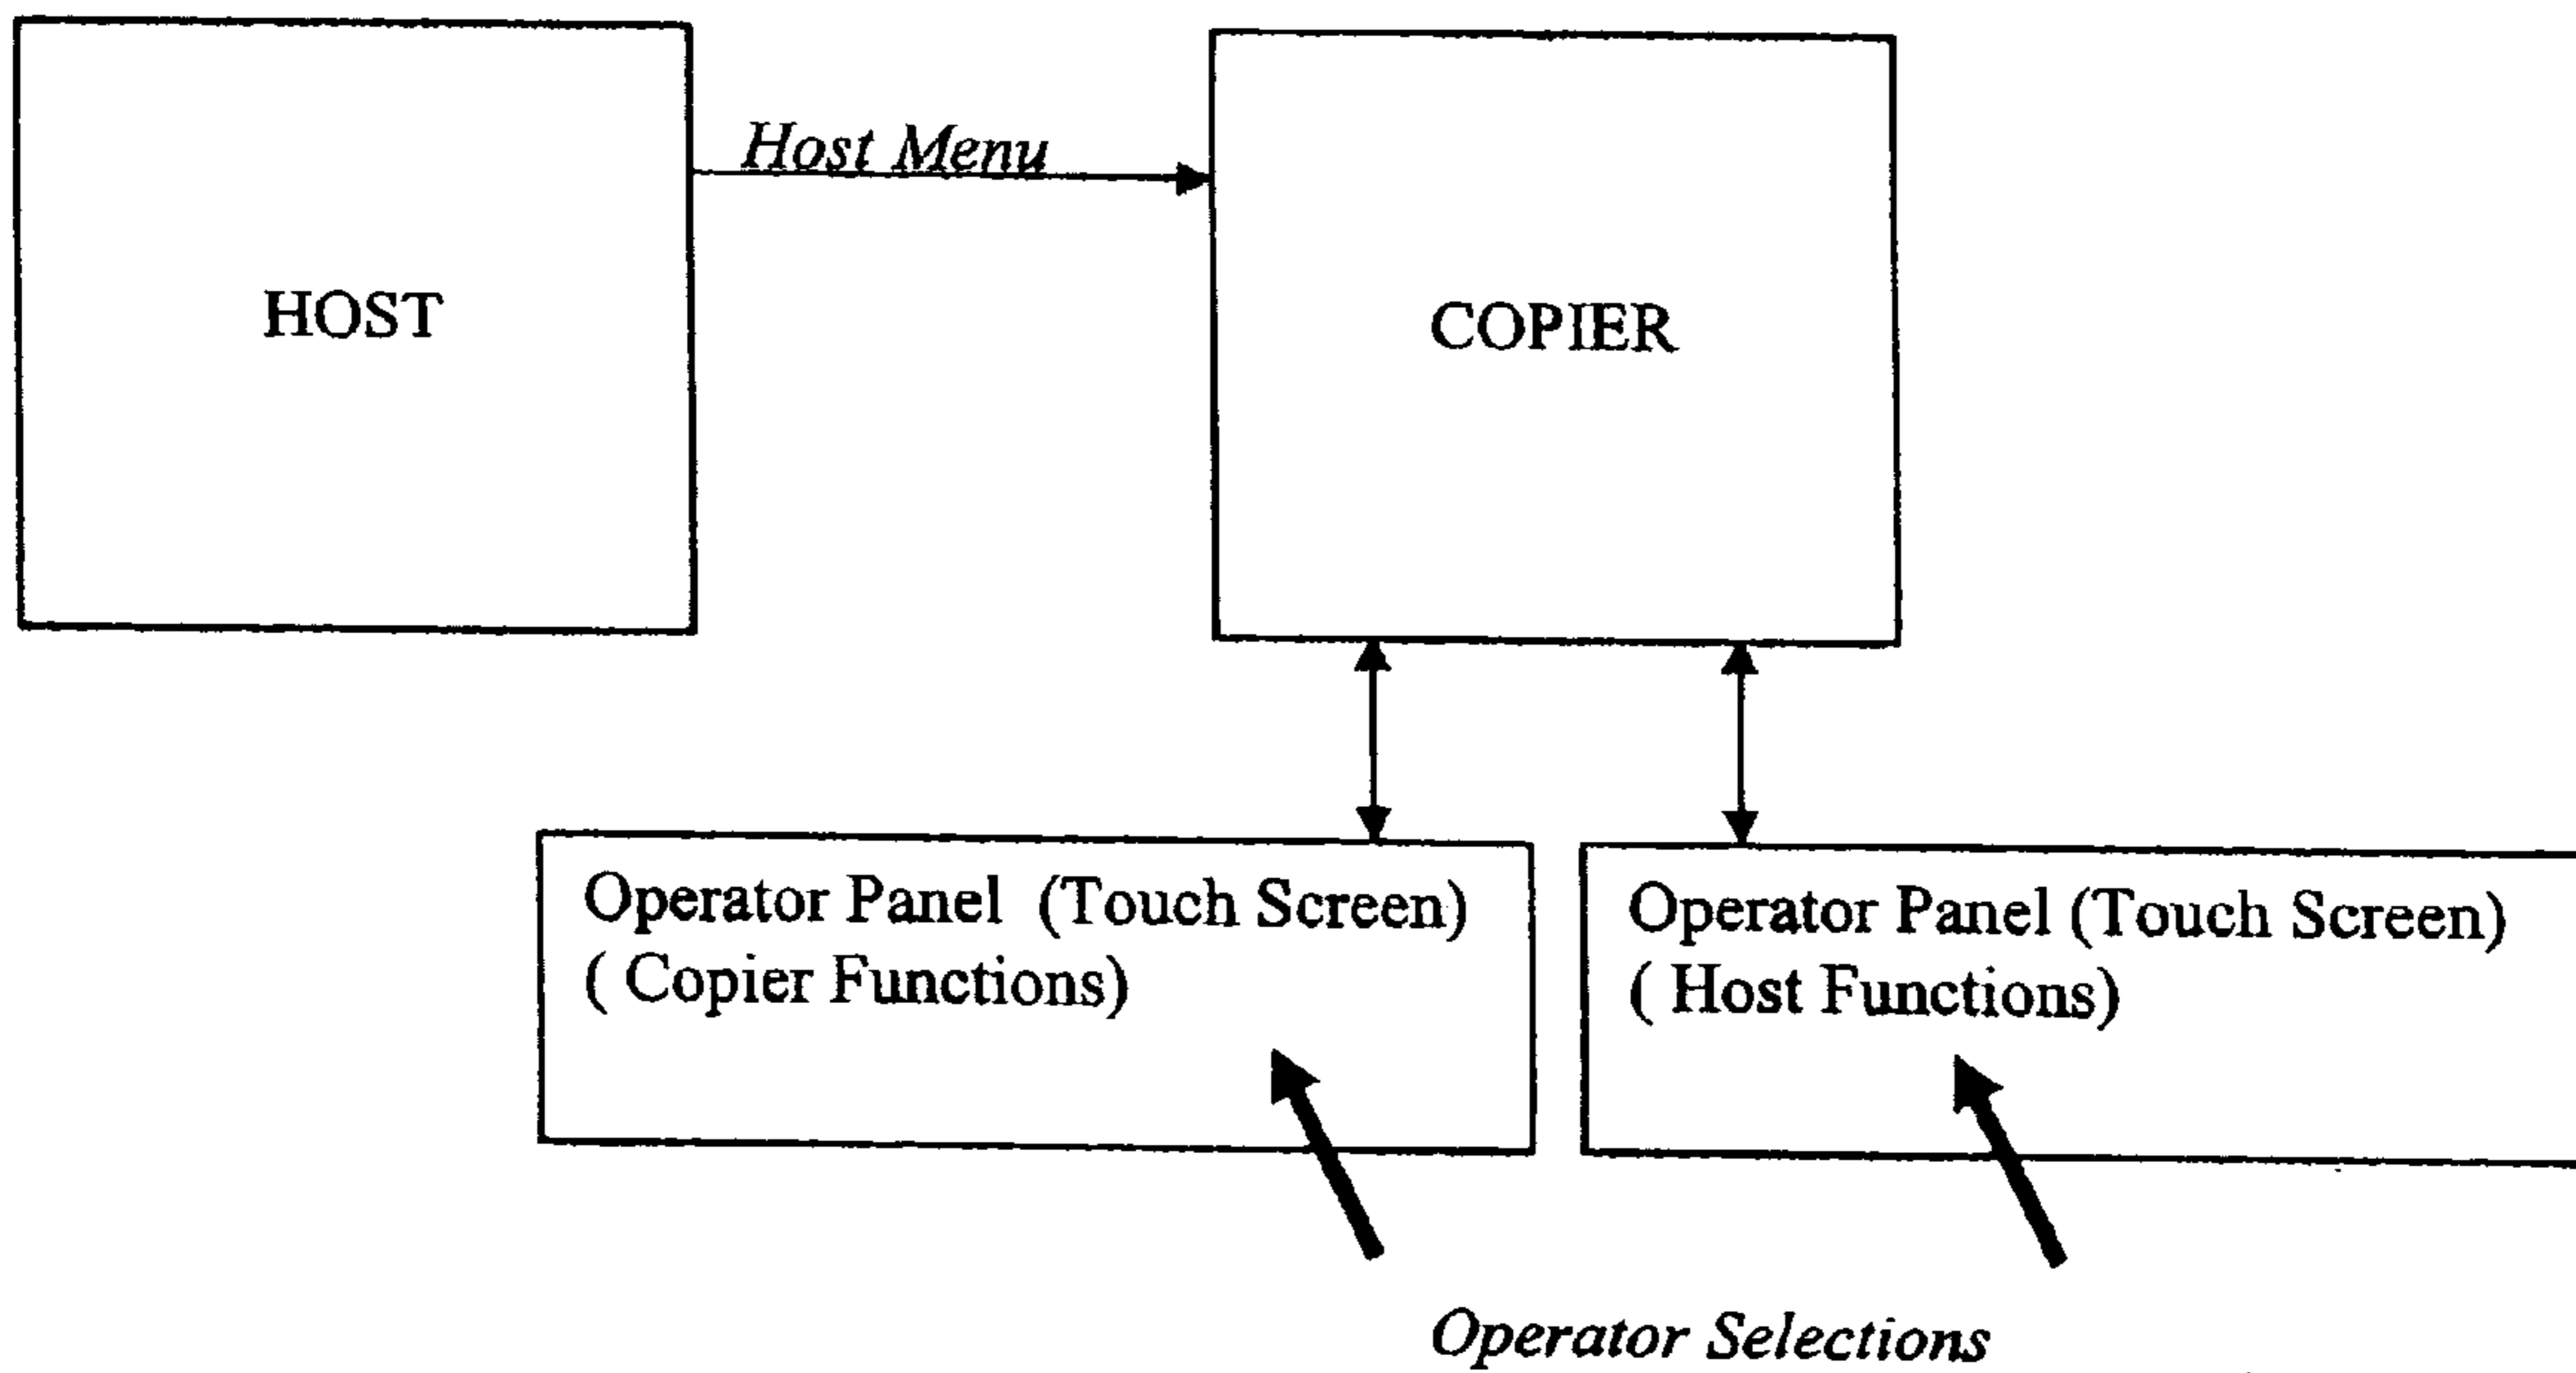 Host Menu
HOST
COPIER
Operator Panel (Touch Screen)
( Copier Functions)
Operator Panel (Touch Screen)
( Host Functions)
Operator Selections